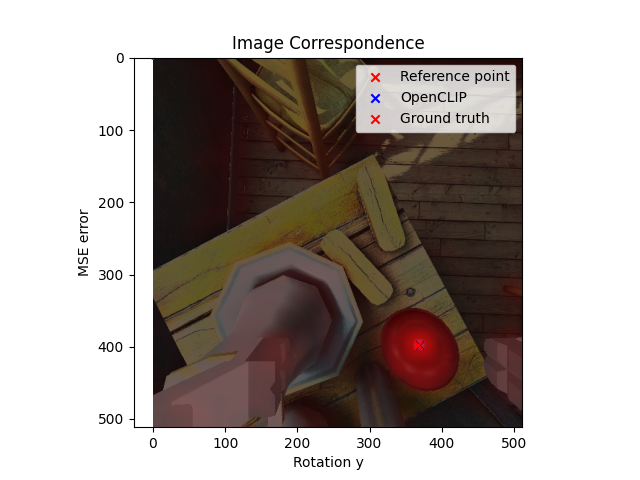 Image Correspondence
Reference point
OpenCLIP
Ground truth
0
100
200
300
400
500
MSE error
0
100
200
300
400
500
Rotation y